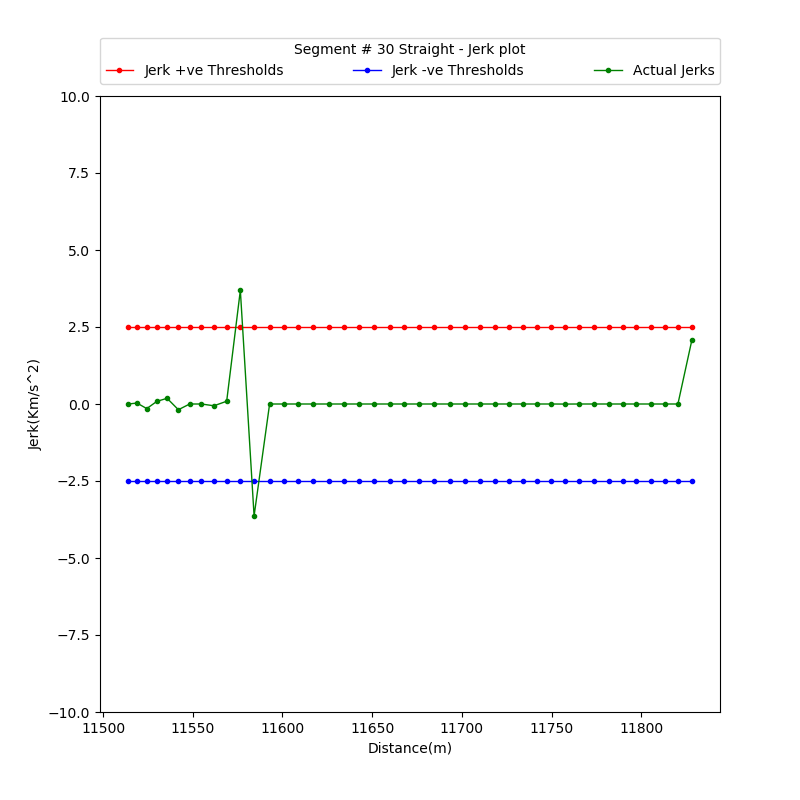 Segment # 30 Straight - Jerk plot
Jerk +ve Thresholds Jerk -ve Thresholds Actual Jerks
10.0
7.5
5.0
2.5
0.0
−2.5
−5.0
−7.5
−10.0
Jerk(Km/s^2)
11500 11550 11600 11650 11700 11750 11800
Distance(m)